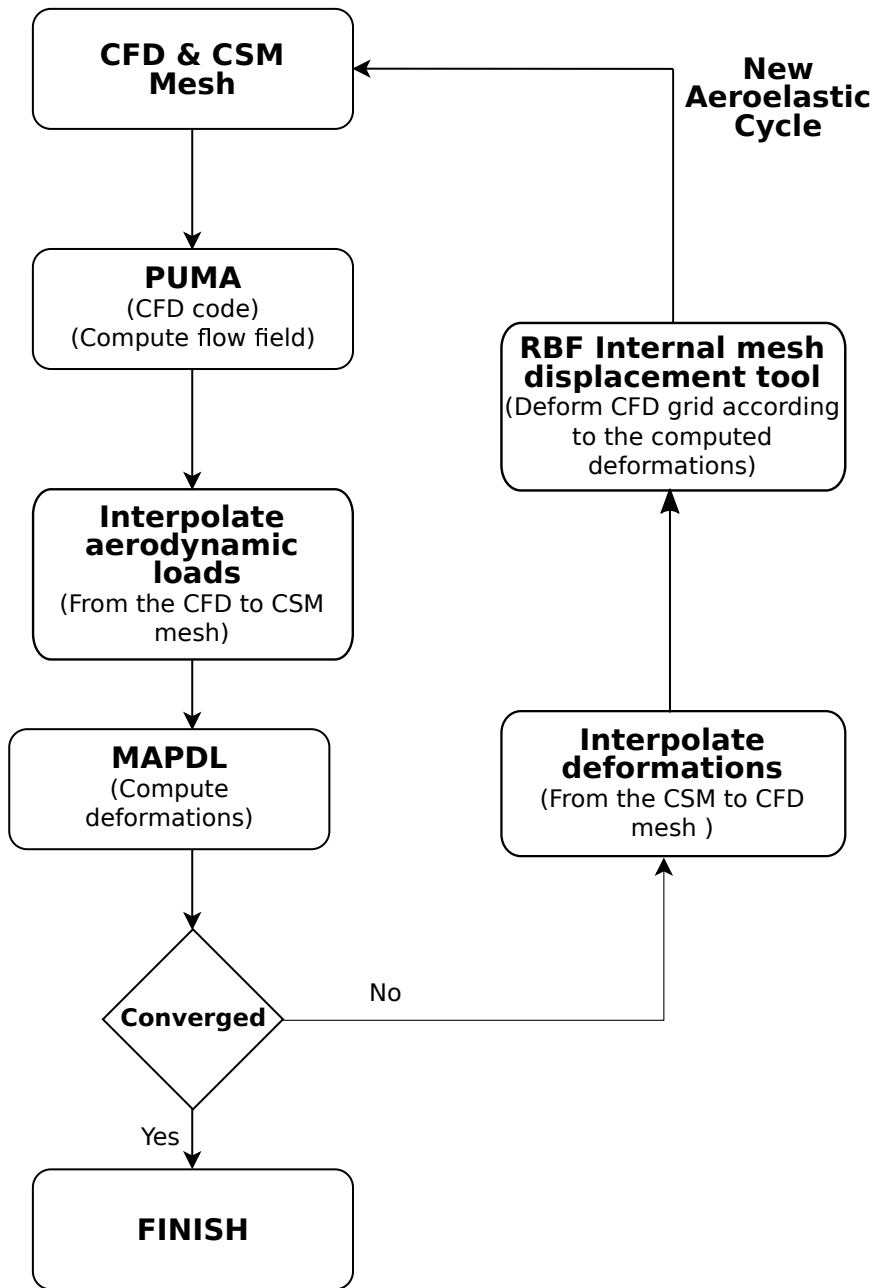 CFD & CSM
Mesh
New
Aeroelastic
Cycle
PUMA
(CFD code)
(Compute flow field)
RBF Internal mesh
displacement tool
(Deform CFD grid according
to the computed
deformations)
Interpolate
aerodynamic
loads
(From the CFD to CSM
mesh)
MAPDL
(Compute
deformations)
Interpolate
deformations
(From the CSM to CFD
mesh )
Converged
No
Yes
FINISH